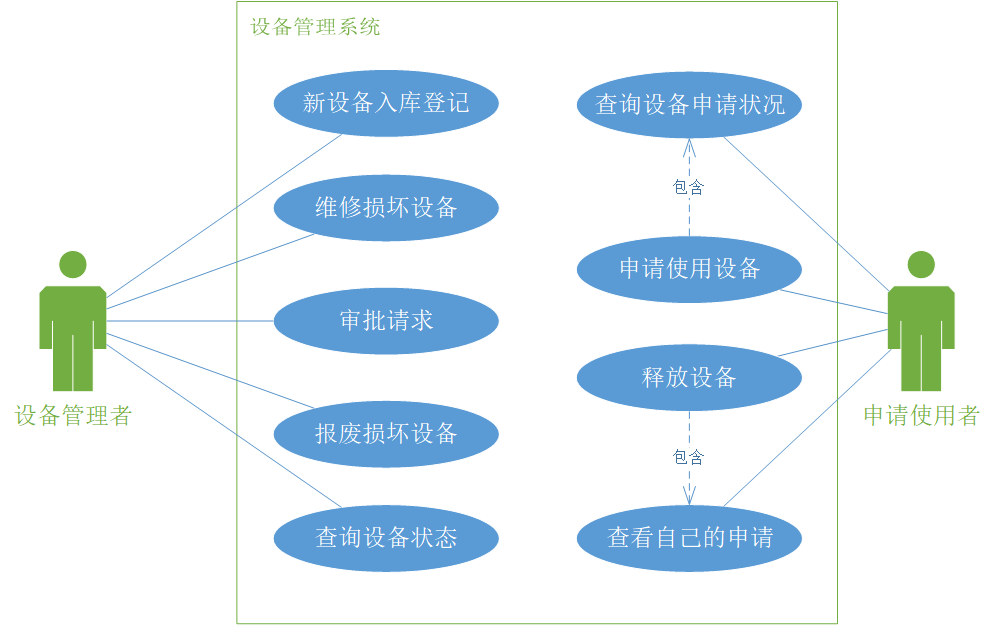 设备管理系统
新设备入库登记
查询设备申请状况
包含
维修损坏设备
申请使用设备
审批请求
释放设备
设备管理者
申请使用者
报废损坏设备
包含
查询设备状态
查看自己的申请